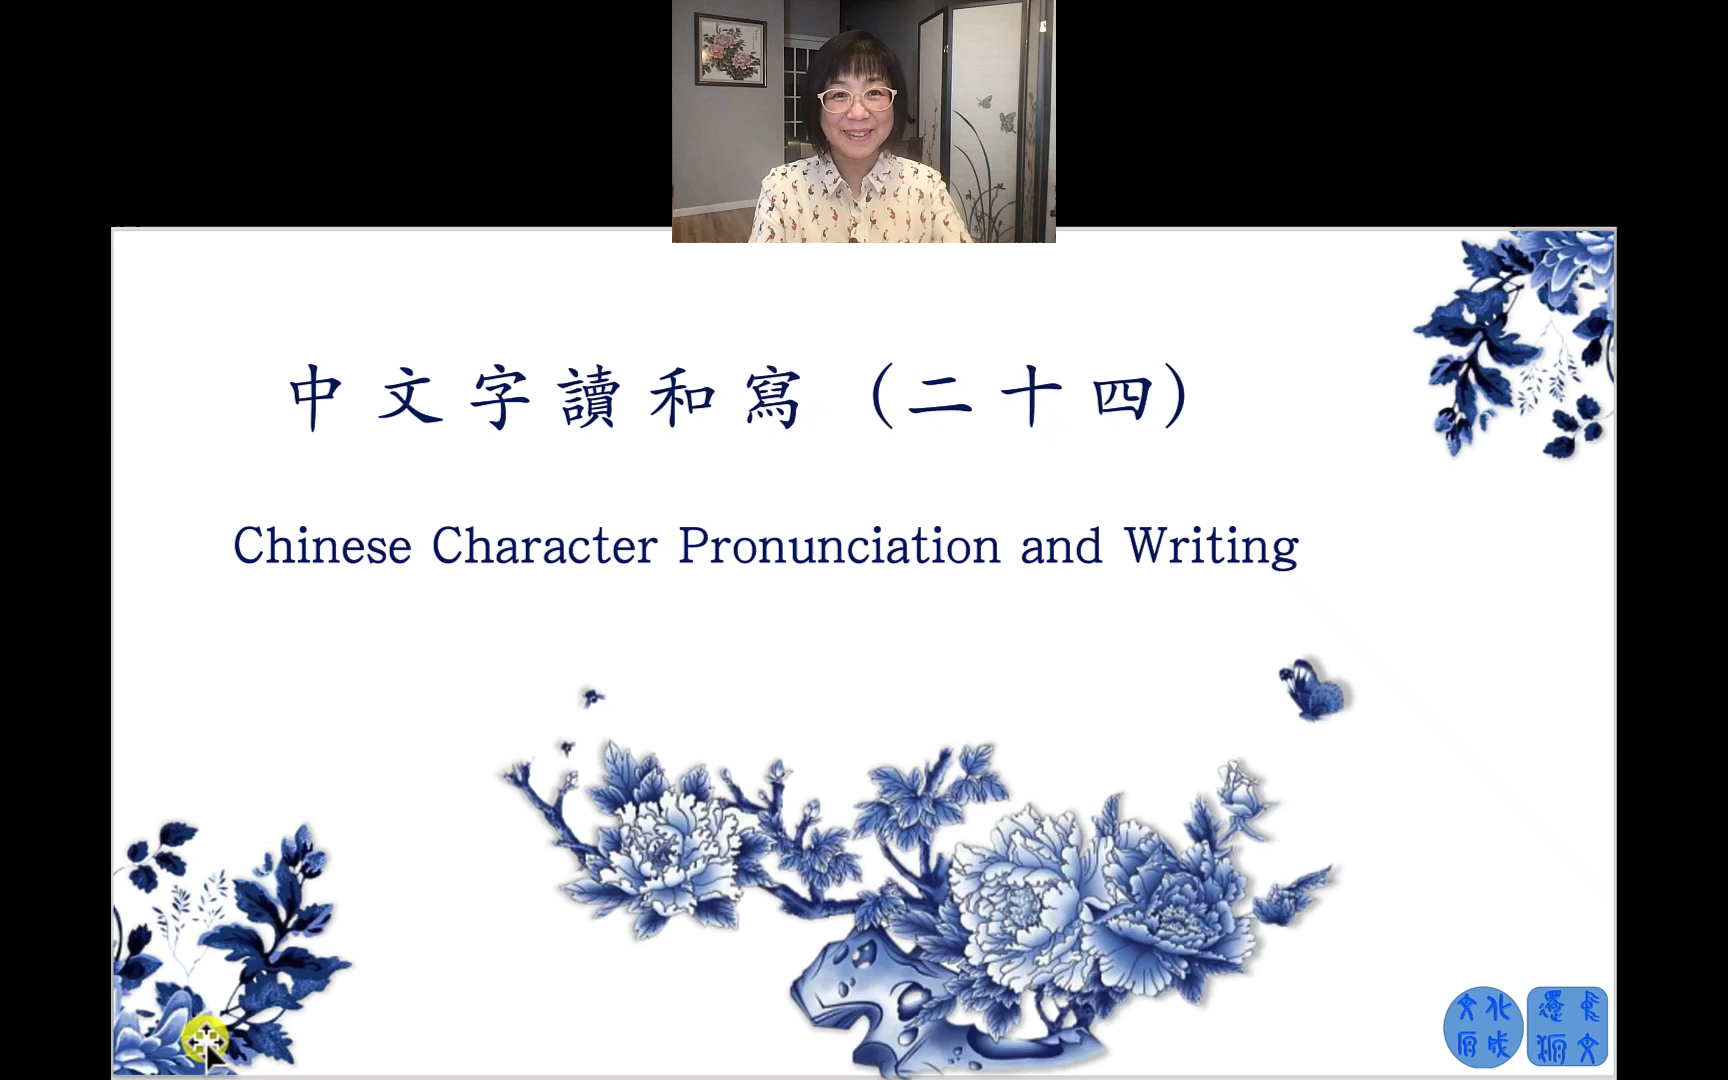 中文字讀和寫 (二十四)
Chinese Character Pronunciation and Writing